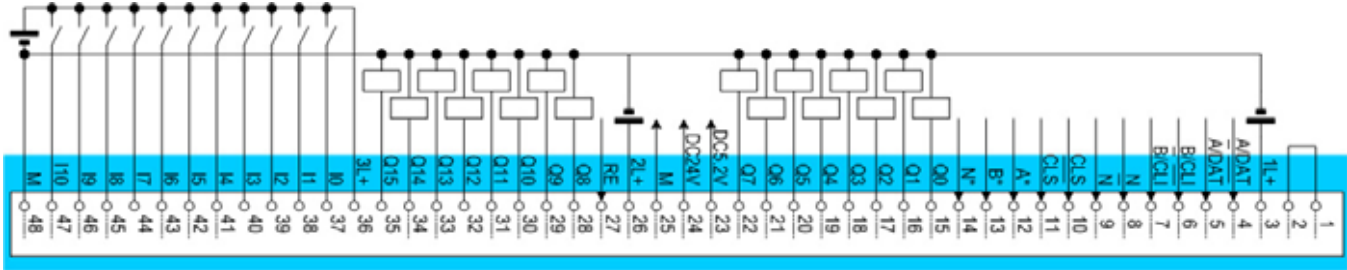 1
2
1L+ 3
A/DAT 4
A/DAT 5
B/CLI 6
B/CLI 7
N 8
N 9
CLS 10
CLS 11
A* 12
B* 13
N* 14
Q0 15
Q1 16
Q2 17
Q3 18
Q4 19
Q5 20
Q6 21
Q7 22
DC5.2V 23
DC24V 24
M 25
2L+ 26
RE 27
Q8 28
Q9 29
Q10 30
Q11 31
Q12 32
Q13 33
Q14 34
Q15 35
3L+ 36
I0 37
I1 38
I2 39
I3 40
I4 41
I5 42
I6 43
I7 44
I8 45
I9 46
I10 47
M 48